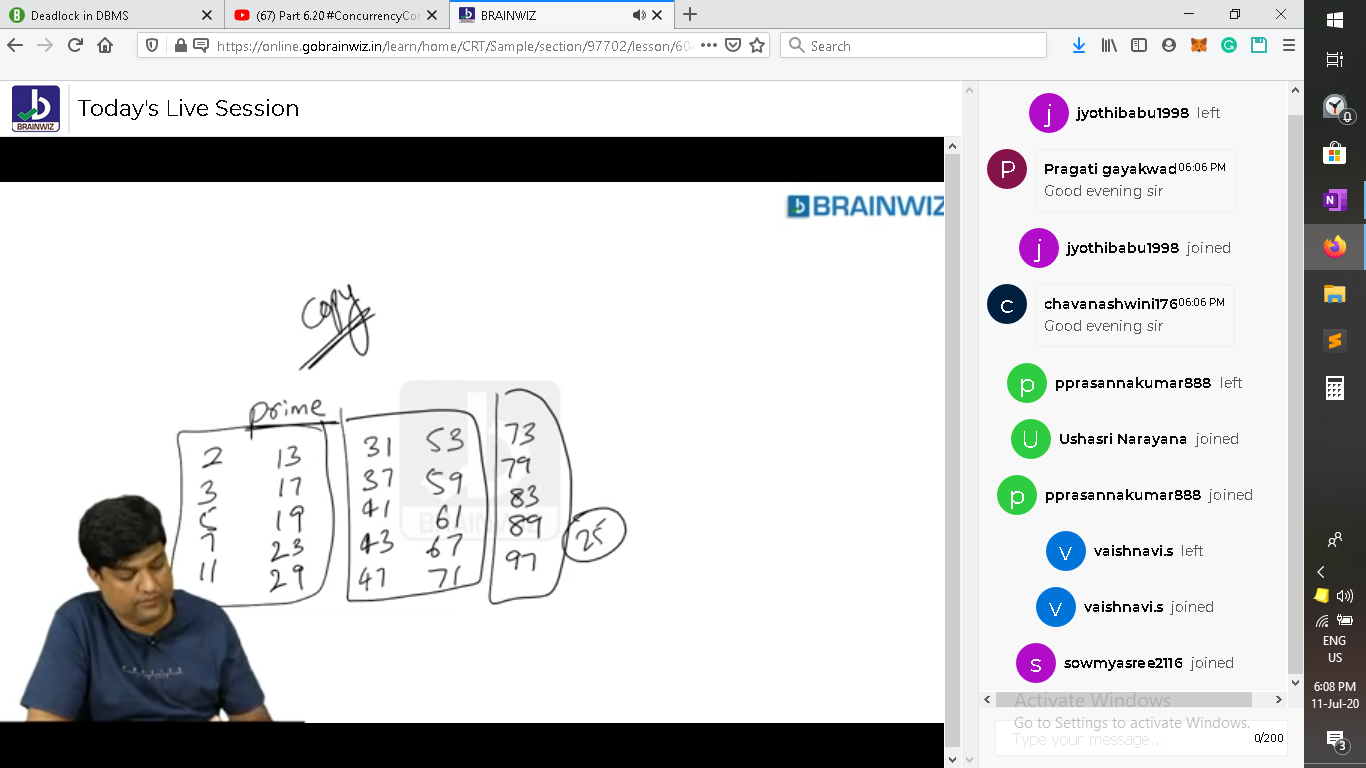 Deadlock in DBMS
(67) Part 6.20 #ConcurrencyCor
BRAINWIZ
https://online.gobrainwiz.in/learn/home/CRT/Sample/section/97702/lesson/604
Search
BRAINWIZ
Today's Live Session
BRAINWIZ
copy
prime
2 13 31 53 73
3 17 37 59 79
5 19 41 61 83
7 23 43 67 89
11 29 47 71 97
25
BRAINWIZ
j
jyothibabu1998 left
P
Pragati gayakwad 06:06 PM
Good evening sir
j
jyothibabu1998 joined
c
chavanashwini176 06:06 PM
Good evening sir
p
pprasannakumar888 left
U
Ushasri Narayana joined
p
pprasannakumar888 joined
v
vaishnavi.s left
v
vaishnavi.s joined
s
sowmyasree2116 joined
Activate Windows
Go to Settings to activate Windows.
Type your message...
0/200
ENG
US
6:08 PM
11-Jul-20
3